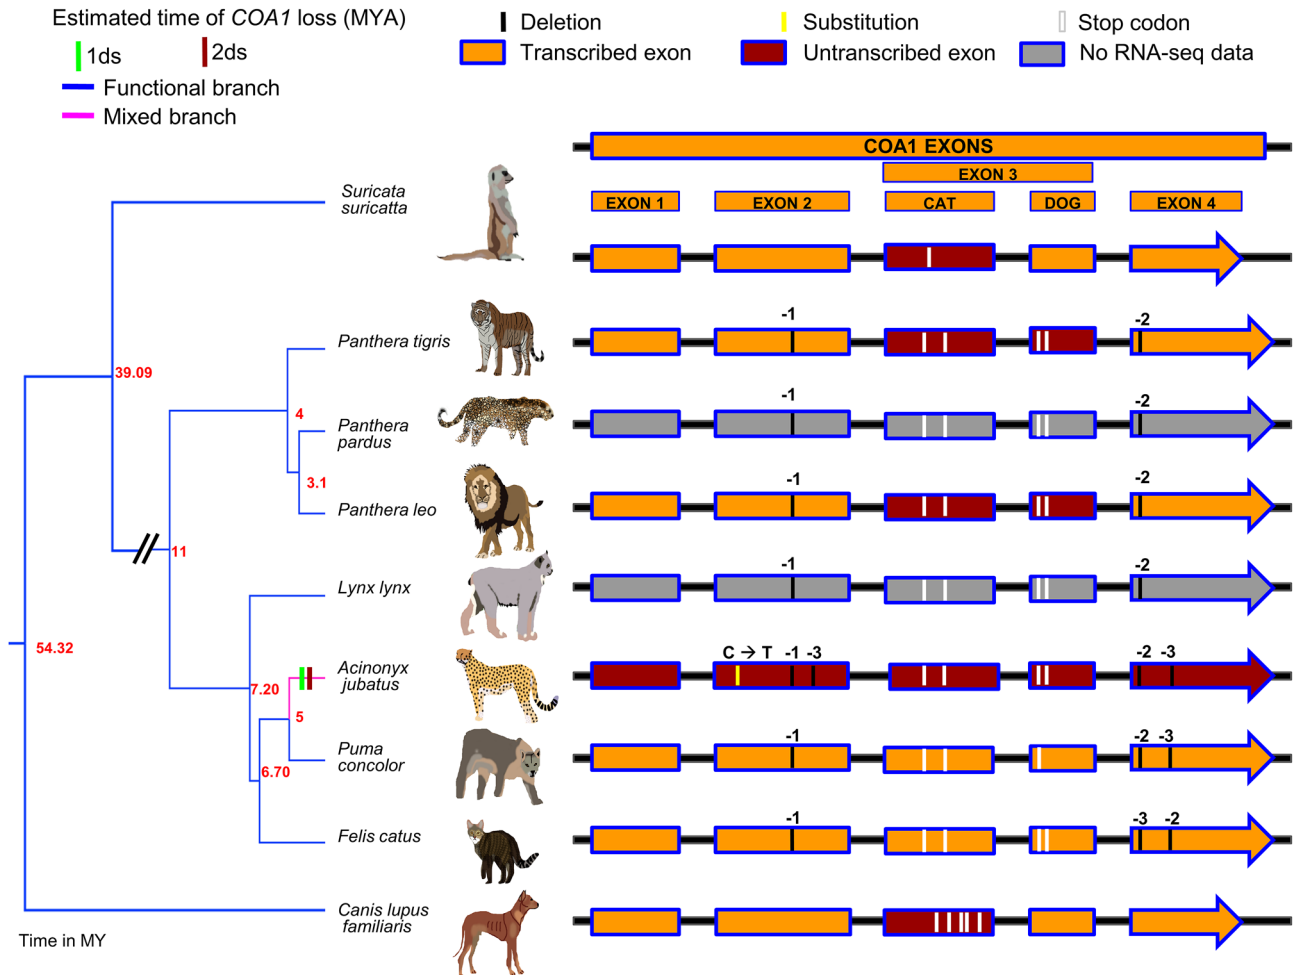 Estimated time of COA1 loss (MYA)
1ds
2ds
Functional branch
Mixed branch
Deletion
Substitution
Stop codon
Transcribed exon
Untranscribed exon
No RNA-seq data
COA1 EXONS
EXON 3
EXON 1
EXON 2
CAT
DOG
EXON 4
Suricata
suricatta
39.09
Panthera tigris
-1
-2
4
Panthera
pardus
-1
-2
3.1
Panthera leo
-1
-2
11
Lynx lynx
-1
-2
54.32
Acinonyx
jubatus
C → T
-1
-3
-2
-3
7.20
5
Puma
concolor
-1
-2
-3
6.70
Felis catus
-1
-3
-2
Canis lupus
familiaris
Time in MY